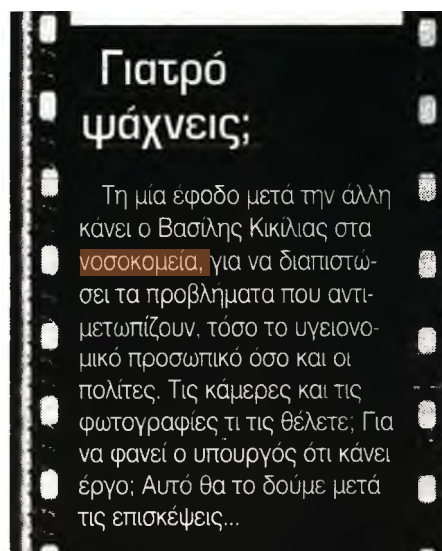 Γιατρό
ψάχνεις;
Τη μία έφοδο μετά την άλλη
κάνει ο Βασίλης Κικίλιας στα
νοσοκομεία, για να διαπιστώ-
σει τα προβλήματα που αντι-
μετωπίζουν, τόσο το υγειονο-
μικό προσωπικό όσο και οι
πολίτες. Τις κάμερες και τις
φωτογραφίες τι τις θέλετε; Για
να φανεί ο υπουργός ότι κάνει
έργο; Αυτό θα το δούμε μετά
τις επισκέψεις...